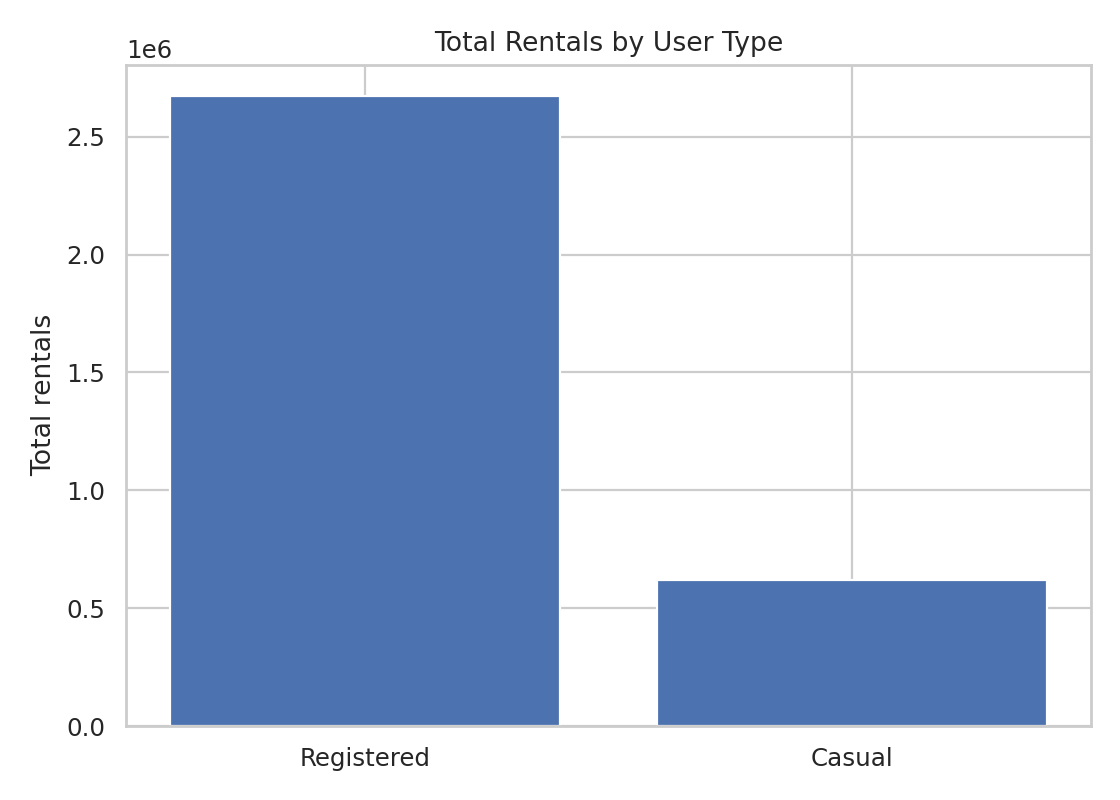 Total Rentals by User Type
1e6
2.5
2.0
1.5
1.0
0.5
0.0
Total rentals
Registered
Casual